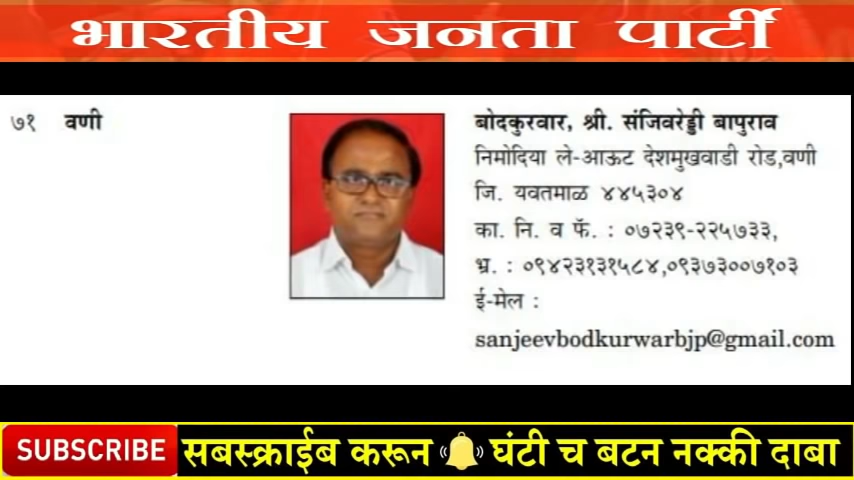 भारतीय जनता पार्टी
७१ वणी
बोदकुरवार, श्री. संजिवरेड्डी बापुराव
निमोदिया ले-आऊट देशमुखवाडी रोड,वणी
जि. यवतमाळ ४४५३०४
का. नि. व फॅ. : ०७२३९-२२५७३३,
भ्र. : ०९४२३१३१५८४,०९३७३००७१०३
ई-मेल :
sanjeevbodkurwarbjp@gmail.com
SUBSCRIBE सबस्क्राईब करून घंटी च बटन नक्की दाबा